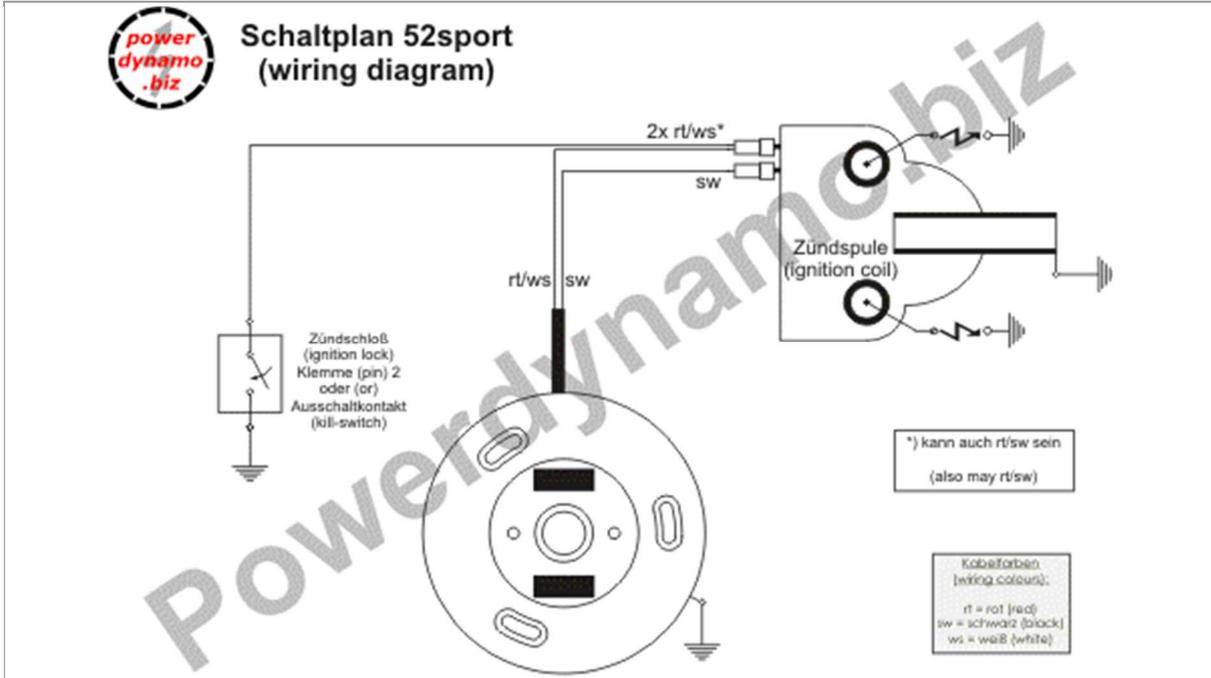 power
dynamo
.biz
Schaltplan 52sport
(wiring diagram)
2x rt/ws*
sw
Zündspule
(ignition coil)
rt/ws
sw
Zündschloß
(ignition lock)
Klemme (pin) 2
oder (or)
Ausschaltkontakt
(kill-switch)
*) kann auch rt/sw sein
(also may rt/sw)
Kabelfarben
(wiring colours):
rt = rot (red)
sw = schwarz (black)
ws = weiß (white)
Powerdynamo.biz